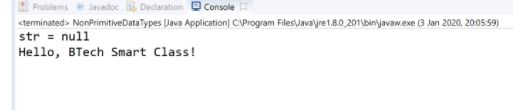 Problems @ Javadoc Declaration Console
<terminated> NonPrimitiveDataTypes [Java Application] C:\Program Files\Java\jre1.8.0_201\bin\javaw.exe (3 Jan 2020, 20:05:59)
str = null
Hello, BTech Smart Class!